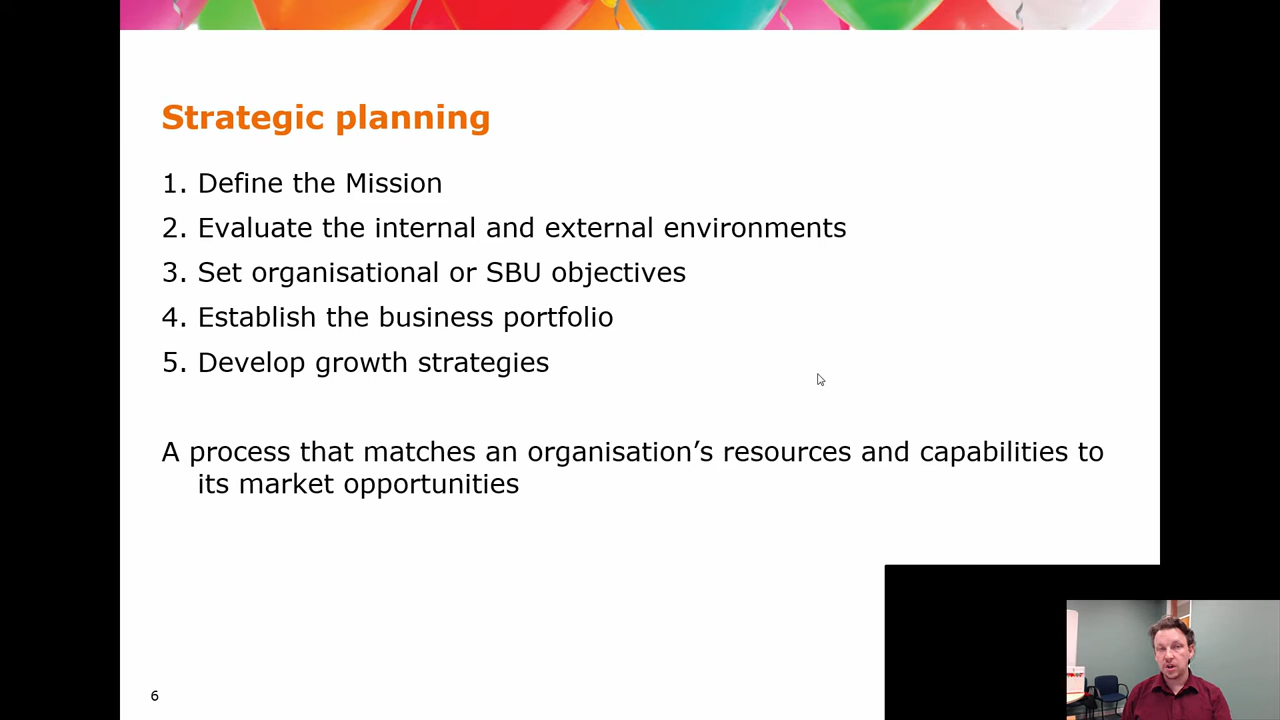 Strategic planning
1. Define the Mission
2. Evaluate the internal and external environments
3. Set organisational or SBU objectives
4. Establish the business portfolio
5. Develop growth strategies
A process that matches an organisation’s resources and capabilities to
its market opportunities
6